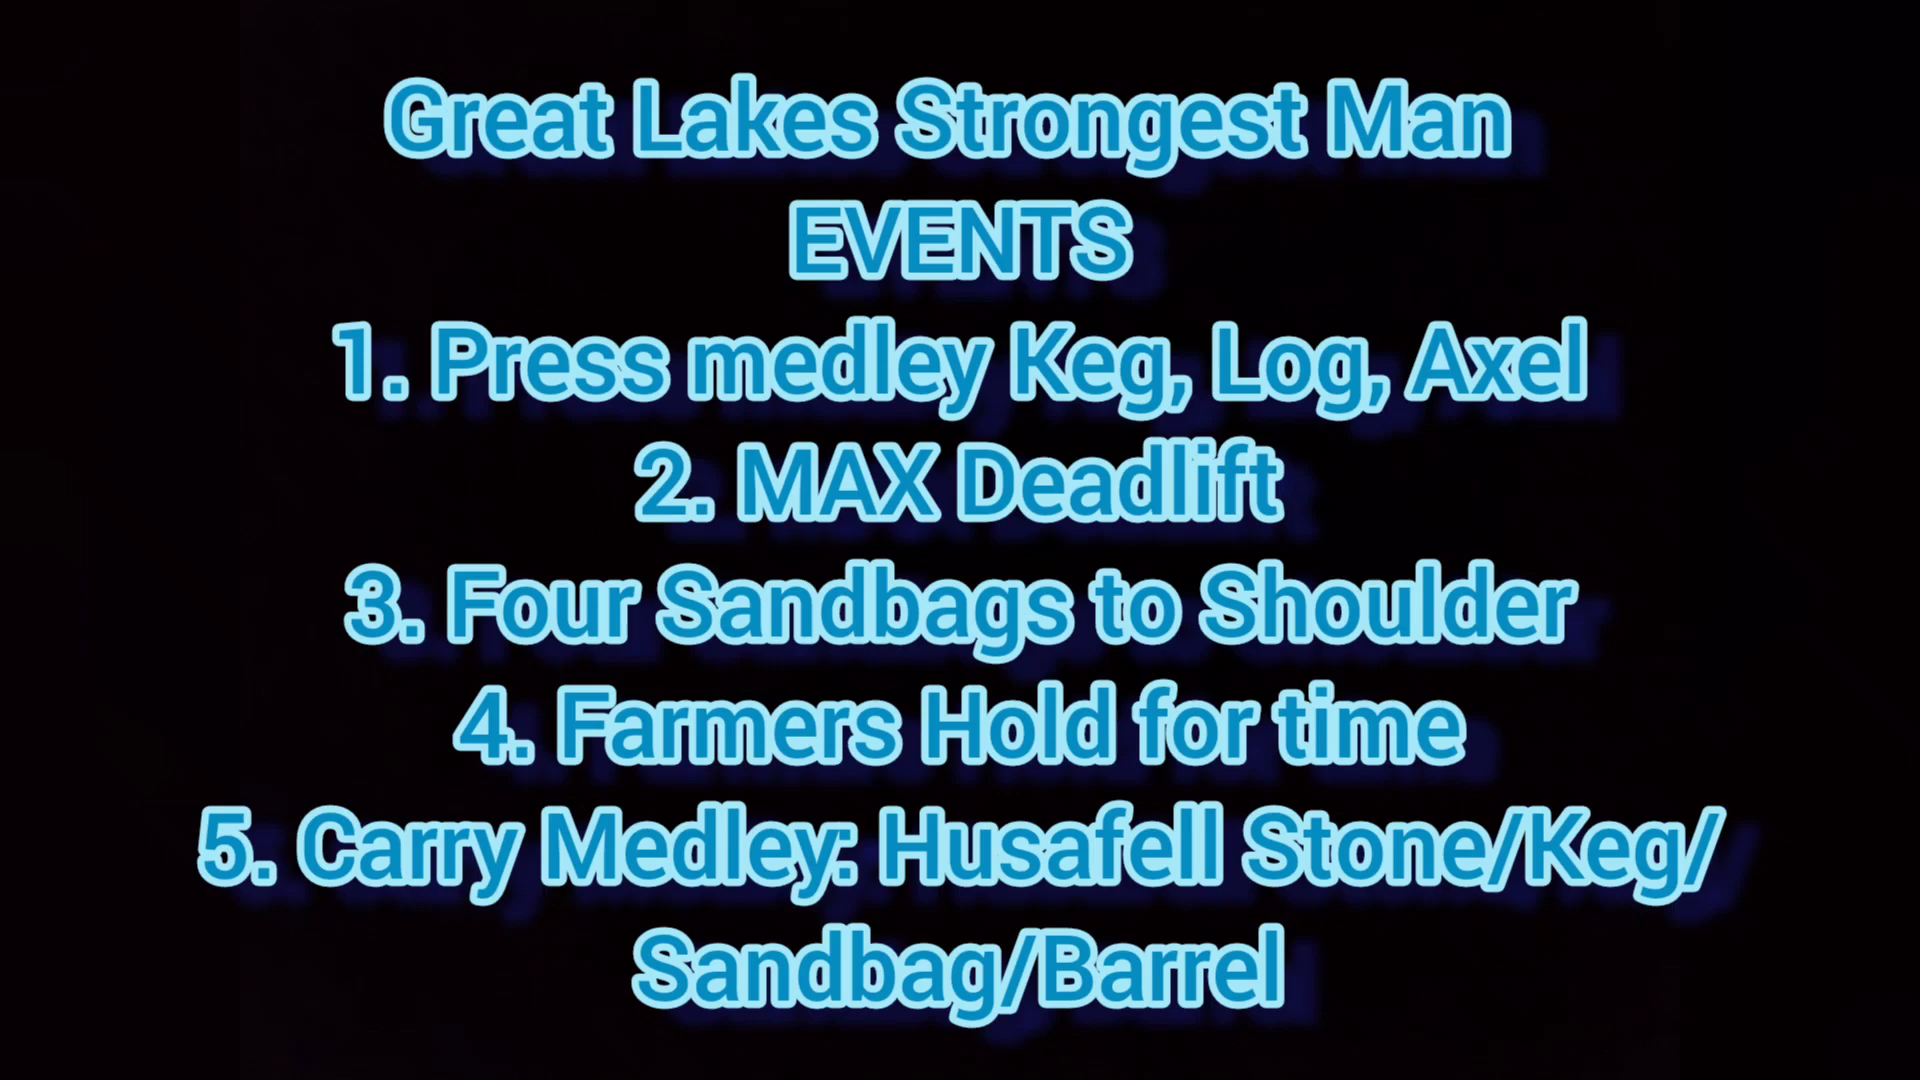 Great Lakes Strongest Man
EVENTS
1. Press medley Keg, Log, Axel
2. MAX Deadlift
3. Four Sandbags to Shoulder
4. Farmers Hold for time
5. Carry Medley: Husafell Stone/Keg/
Sandbag/Barrel